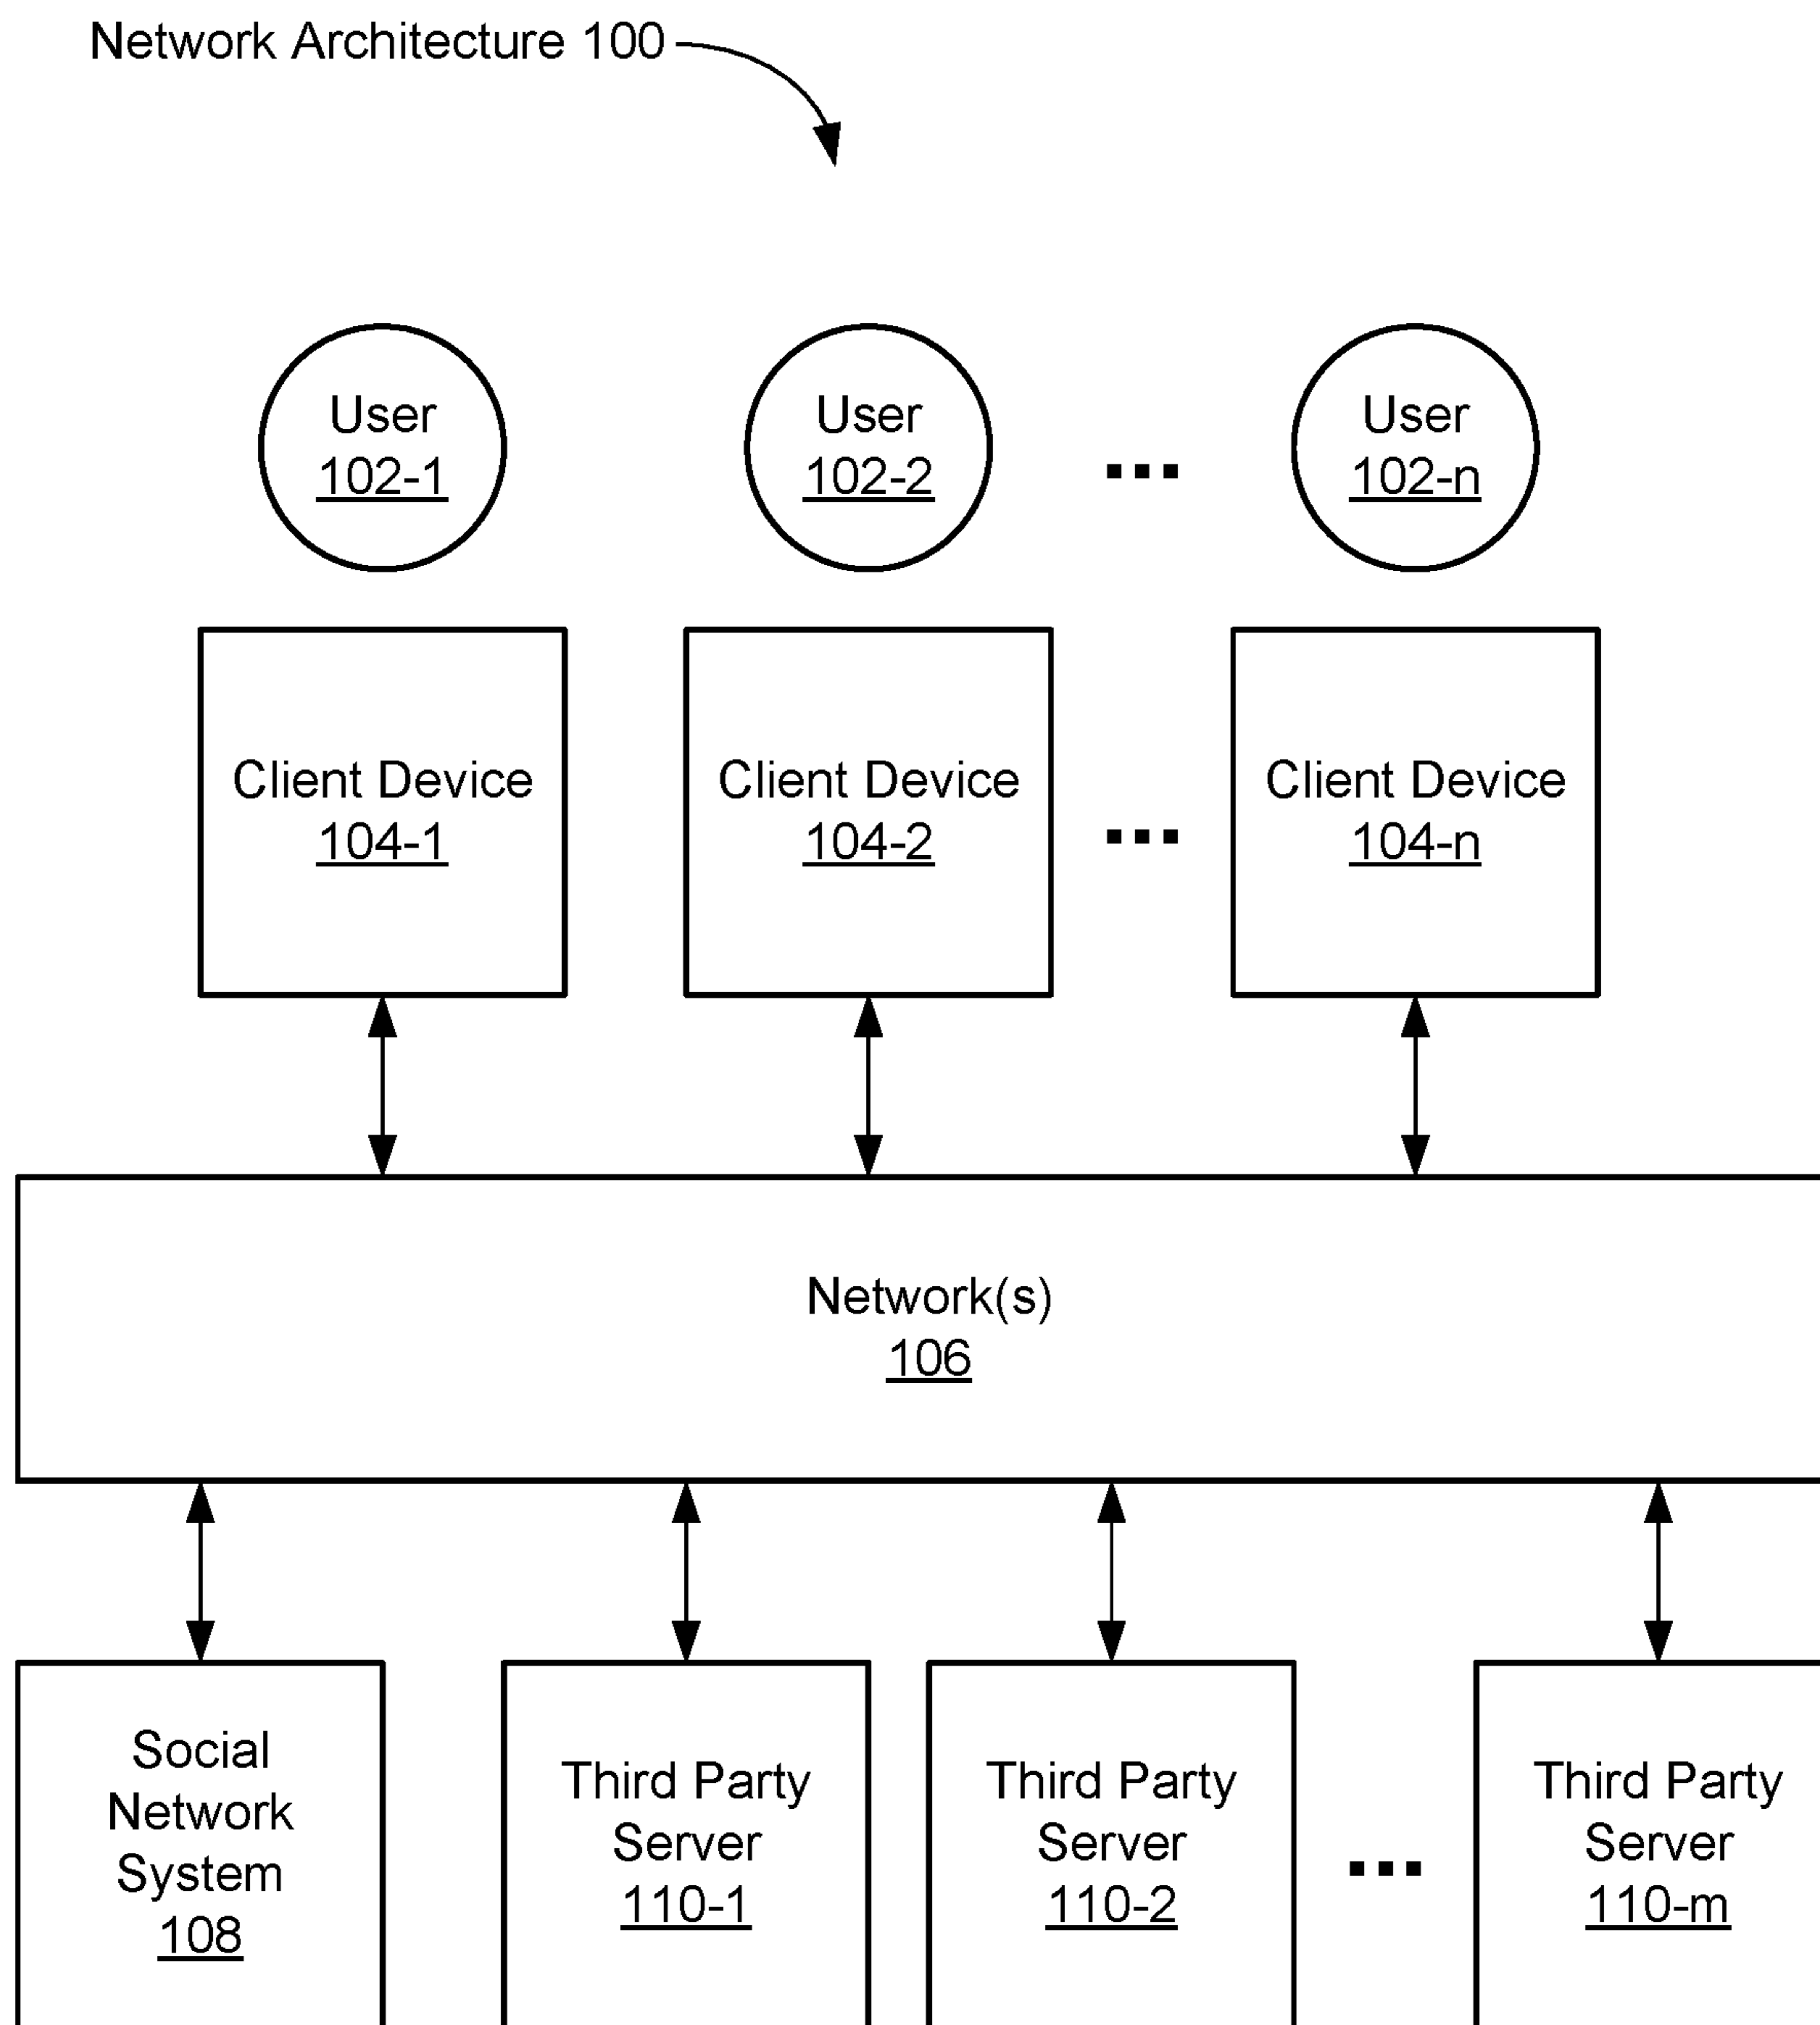 Network Architecture 100
User
102-1
User
102-2
...
User
102-n
Client Device
104-1
Client Device
104-2
...
Client Device
104-n
Network(s)
106
Social
Network
System
108
Third Party
Server
110-1
Third Party
Server
110-2
...
Third Party
Server
110-m